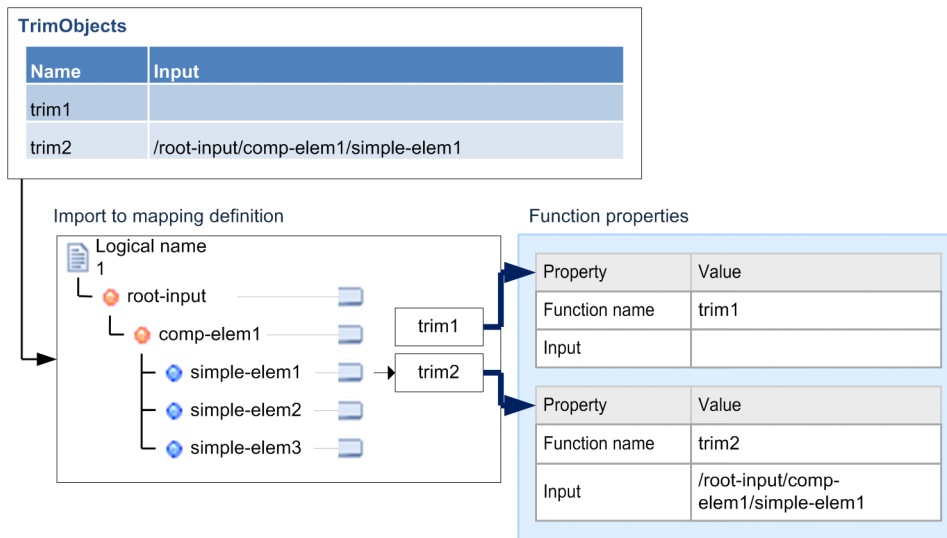 TrimObjects
Name Input
trim1
trim2 /root-input/comp-elem1/simple-elem1
Import to mapping definition
Logical name
1
root-input
comp-elem1
simple-elem1
simple-elem2
simple-elem3
trim1
trim2
Function properties
Property Value
Function name trim1
Input
Property Value
Function name trim2
Input /root-input/comp-
elem1/simple-elem1